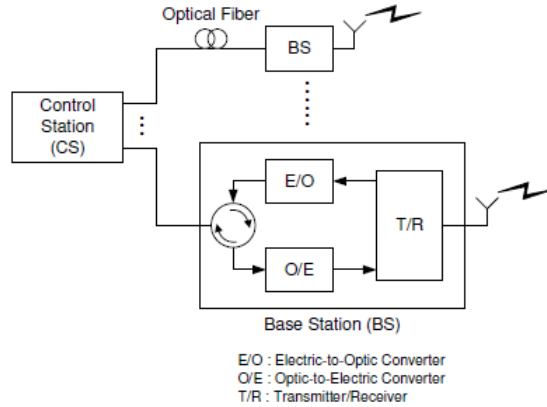 Optical Fiber
BS
Control
Station
(CS)
E/O
T/R
O/E
Base Station (BS)
E/O : Electric-to-Optic Converter
O/E : Optic-to-Electric Converter
T/R : Transmitter/Receiver